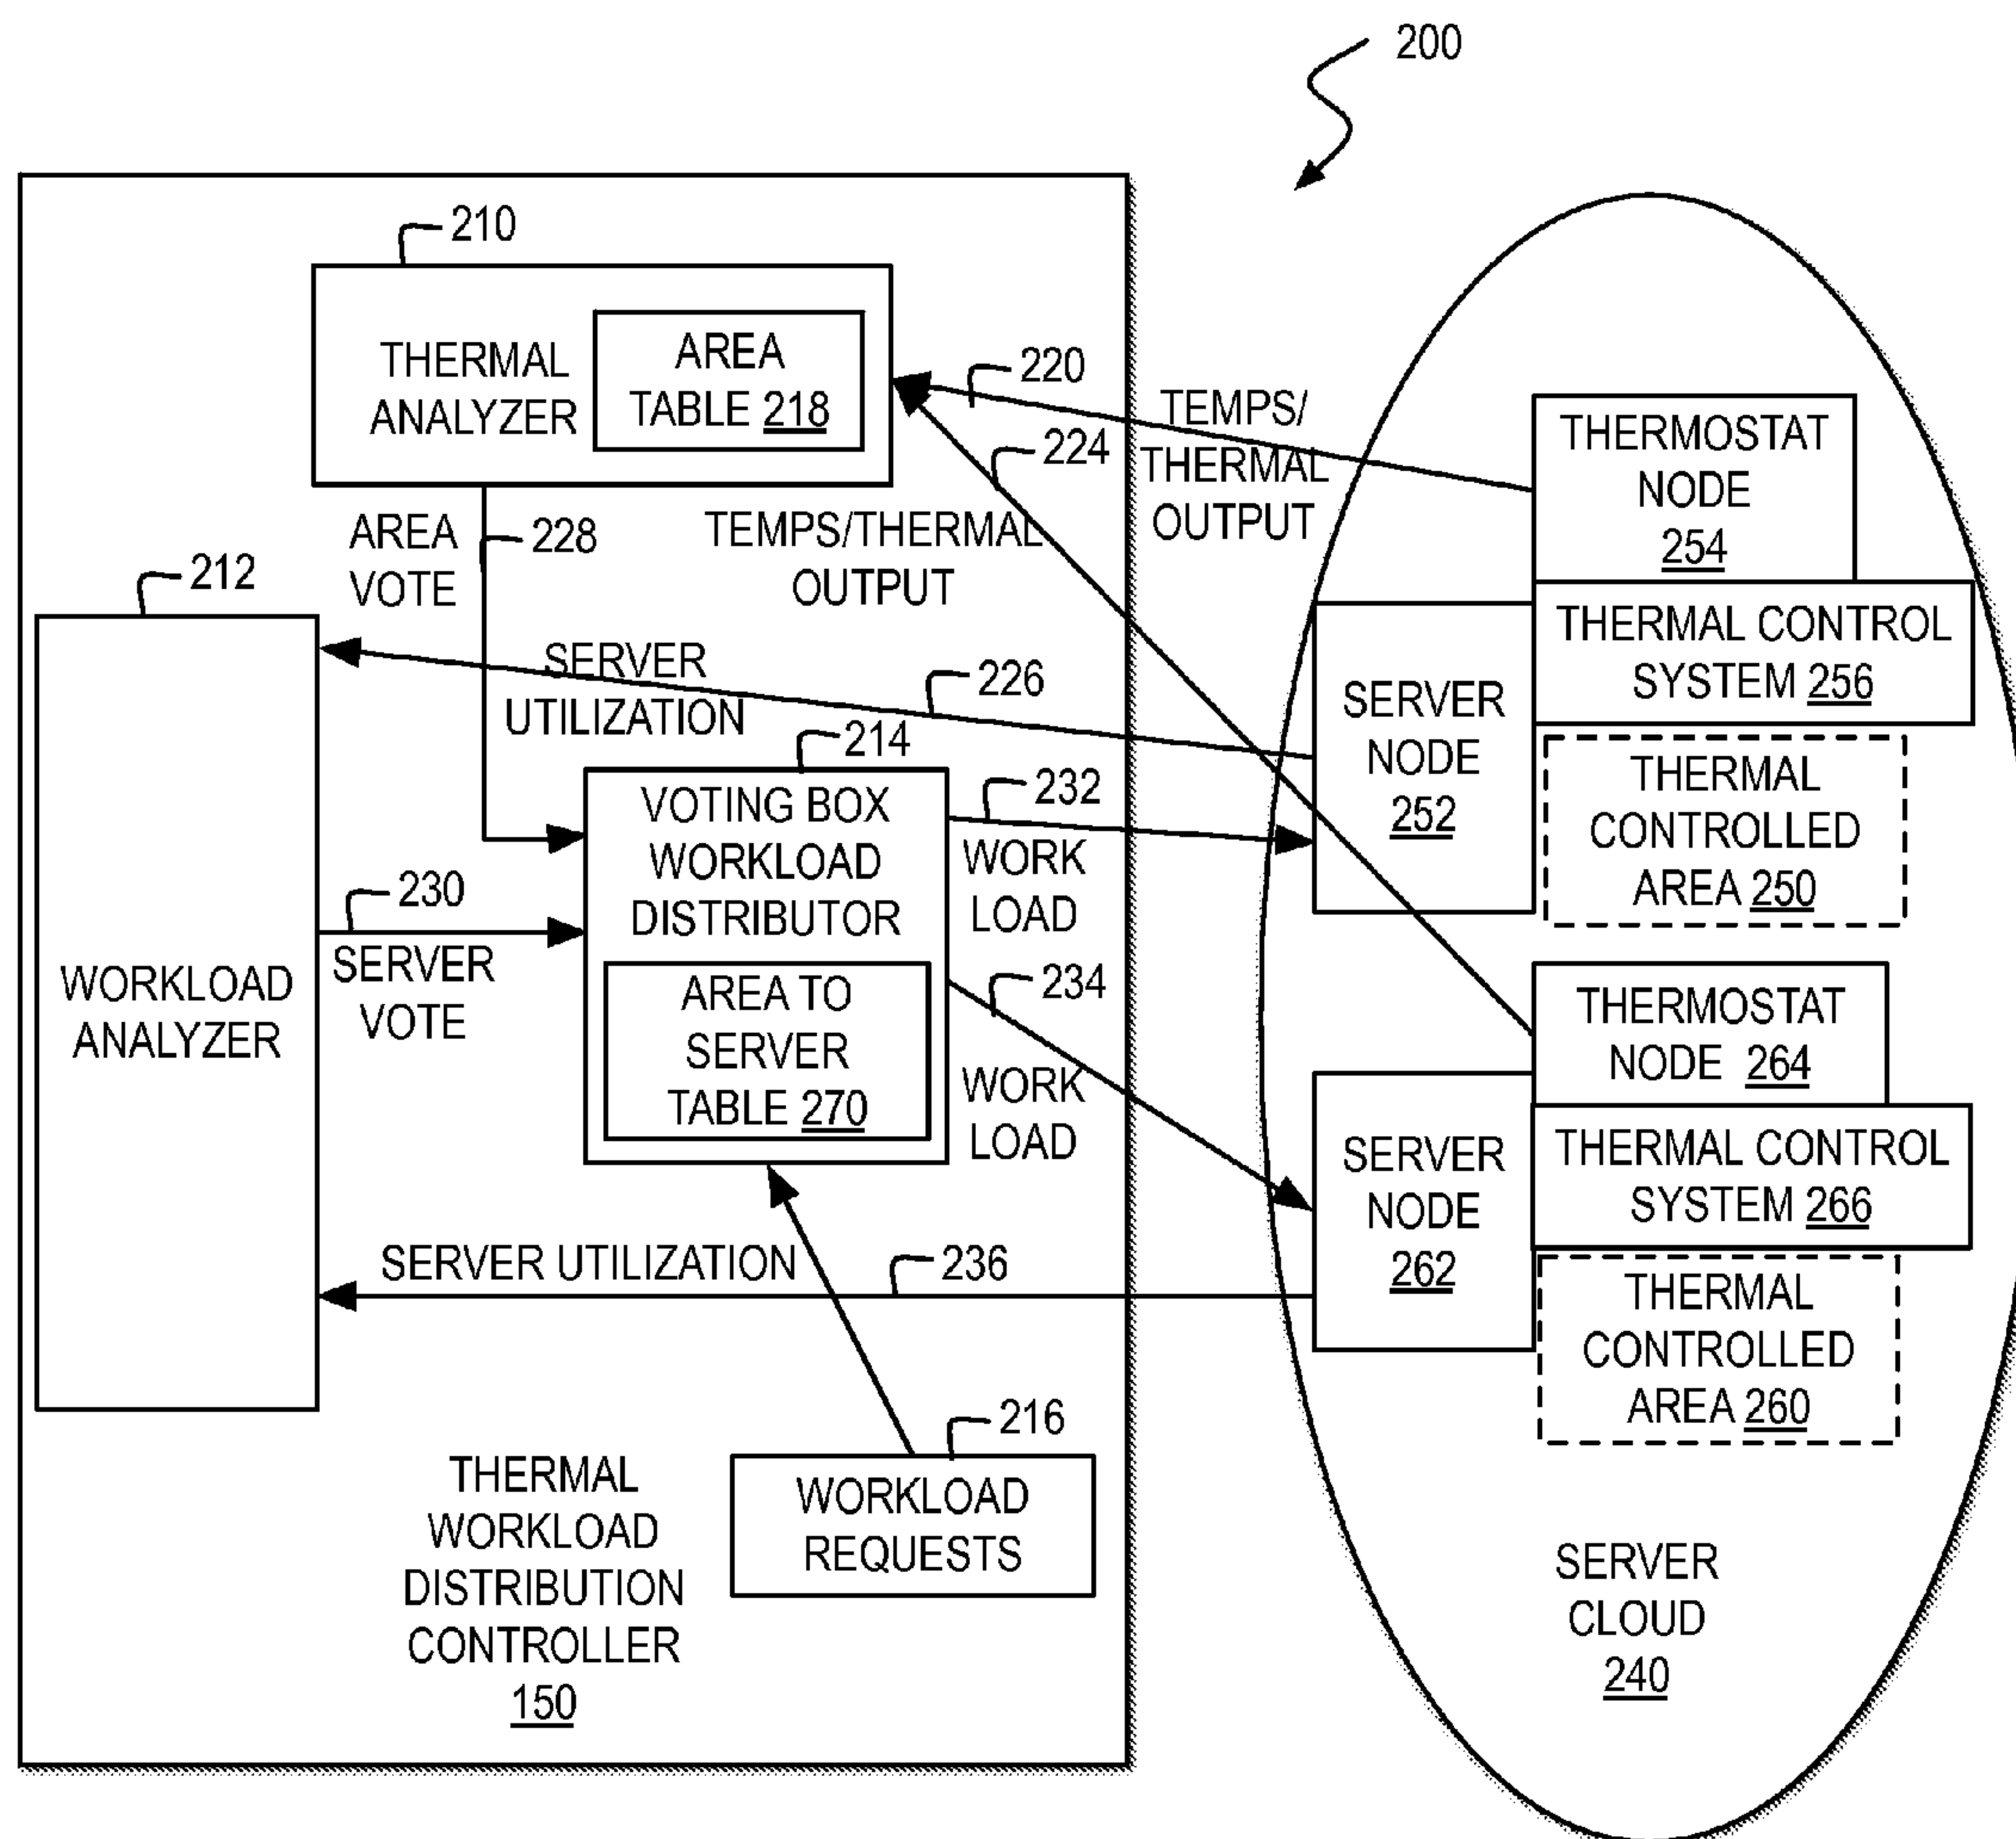 200
210
THERMAL
ANALYZER
AREA
TABLE 218
220
224
TEMPS/
THERMAL
OUTPUT
THERMOSTAT
NODE
254
AREA
VOTE
228
TEMPS/THERMAL
OUTPUT
212
THERMAL CONTROL
SYSTEM 256
SERVER
UTILIZATION
226
SERVER
NODE
252
214
THERMAL
CONTROLLED
AREA 250
VOTING BOX
WORKLOAD
DISTRIBUTOR
232
WORK
LOAD
230
SERVER
VOTE
WORKLOAD
ANALYZER
AREA TO
SERVER
TABLE 270
234
WORK
LOAD
THERMOSTAT
NODE 264
SERVER
NODE
262
THERMAL CONTROL
SYSTEM 266
SERVER UTILIZATION
236
THERMAL
CONTROLLED
AREA 260
216
WORKLOAD
REQUESTS
THERMAL
WORKLOAD
DISTRIBUTION
CONTROLLER
150
SERVER
CLOUD
240